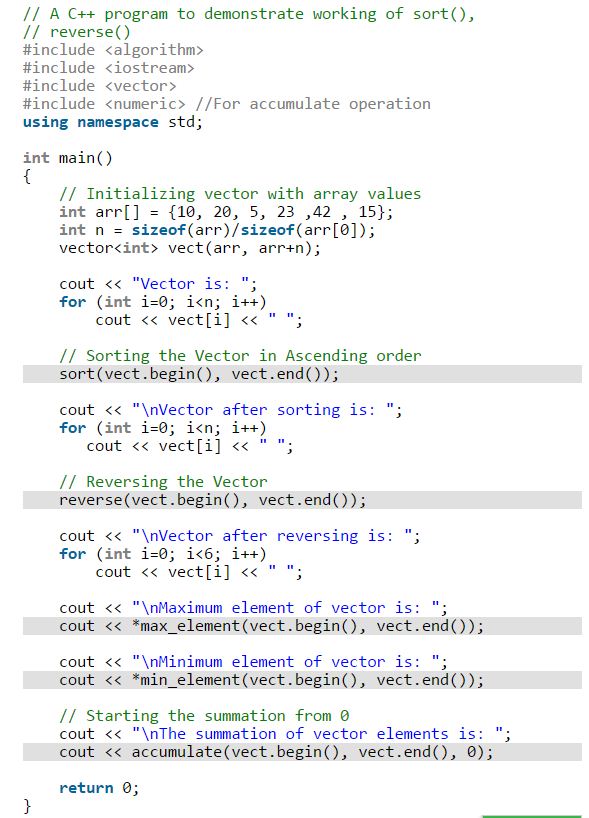 // A C++ program to demonstrate working of sort(),
// reverse()
#include <algorithm>
#include <iostream>
#include <vector>
#include <numeric> //For accumulate operation
using namespace std;

int main()
{
    // Initializing vector with array values
    int arr[] = {10, 20, 5, 23 ,42 , 15};
    int n = sizeof(arr)/sizeof(arr[0]);
    vector<int> vect(arr, arr+n);

    cout << "Vector is: ";
    for (int i=0; i<n; i++)
        cout << vect[i] << " ";

    // Sorting the Vector in Ascending order
    sort(vect.begin(), vect.end());

    cout << "\nVector after sorting is: ";
    for (int i=0; i<n; i++)
       cout << vect[i] << " ";

    // Reversing the Vector
    reverse(vect.begin(), vect.end());

    cout << "\nVector after reversing is: ";
    for (int i=0; i<6; i++)
        cout << vect[i] << " ";

    cout << "\nMaximum element of vector is: ";
    cout << *max_element(vect.begin(), vect.end());

    cout << "\nMinimum element of vector is: ";
    cout << *min_element(vect.begin(), vect.end());

    // Starting the summation from 0
    cout << "\nThe summation of vector elements is: ";
    cout << accumulate(vect.begin(), vect.end(), 0);

    return 0;
}